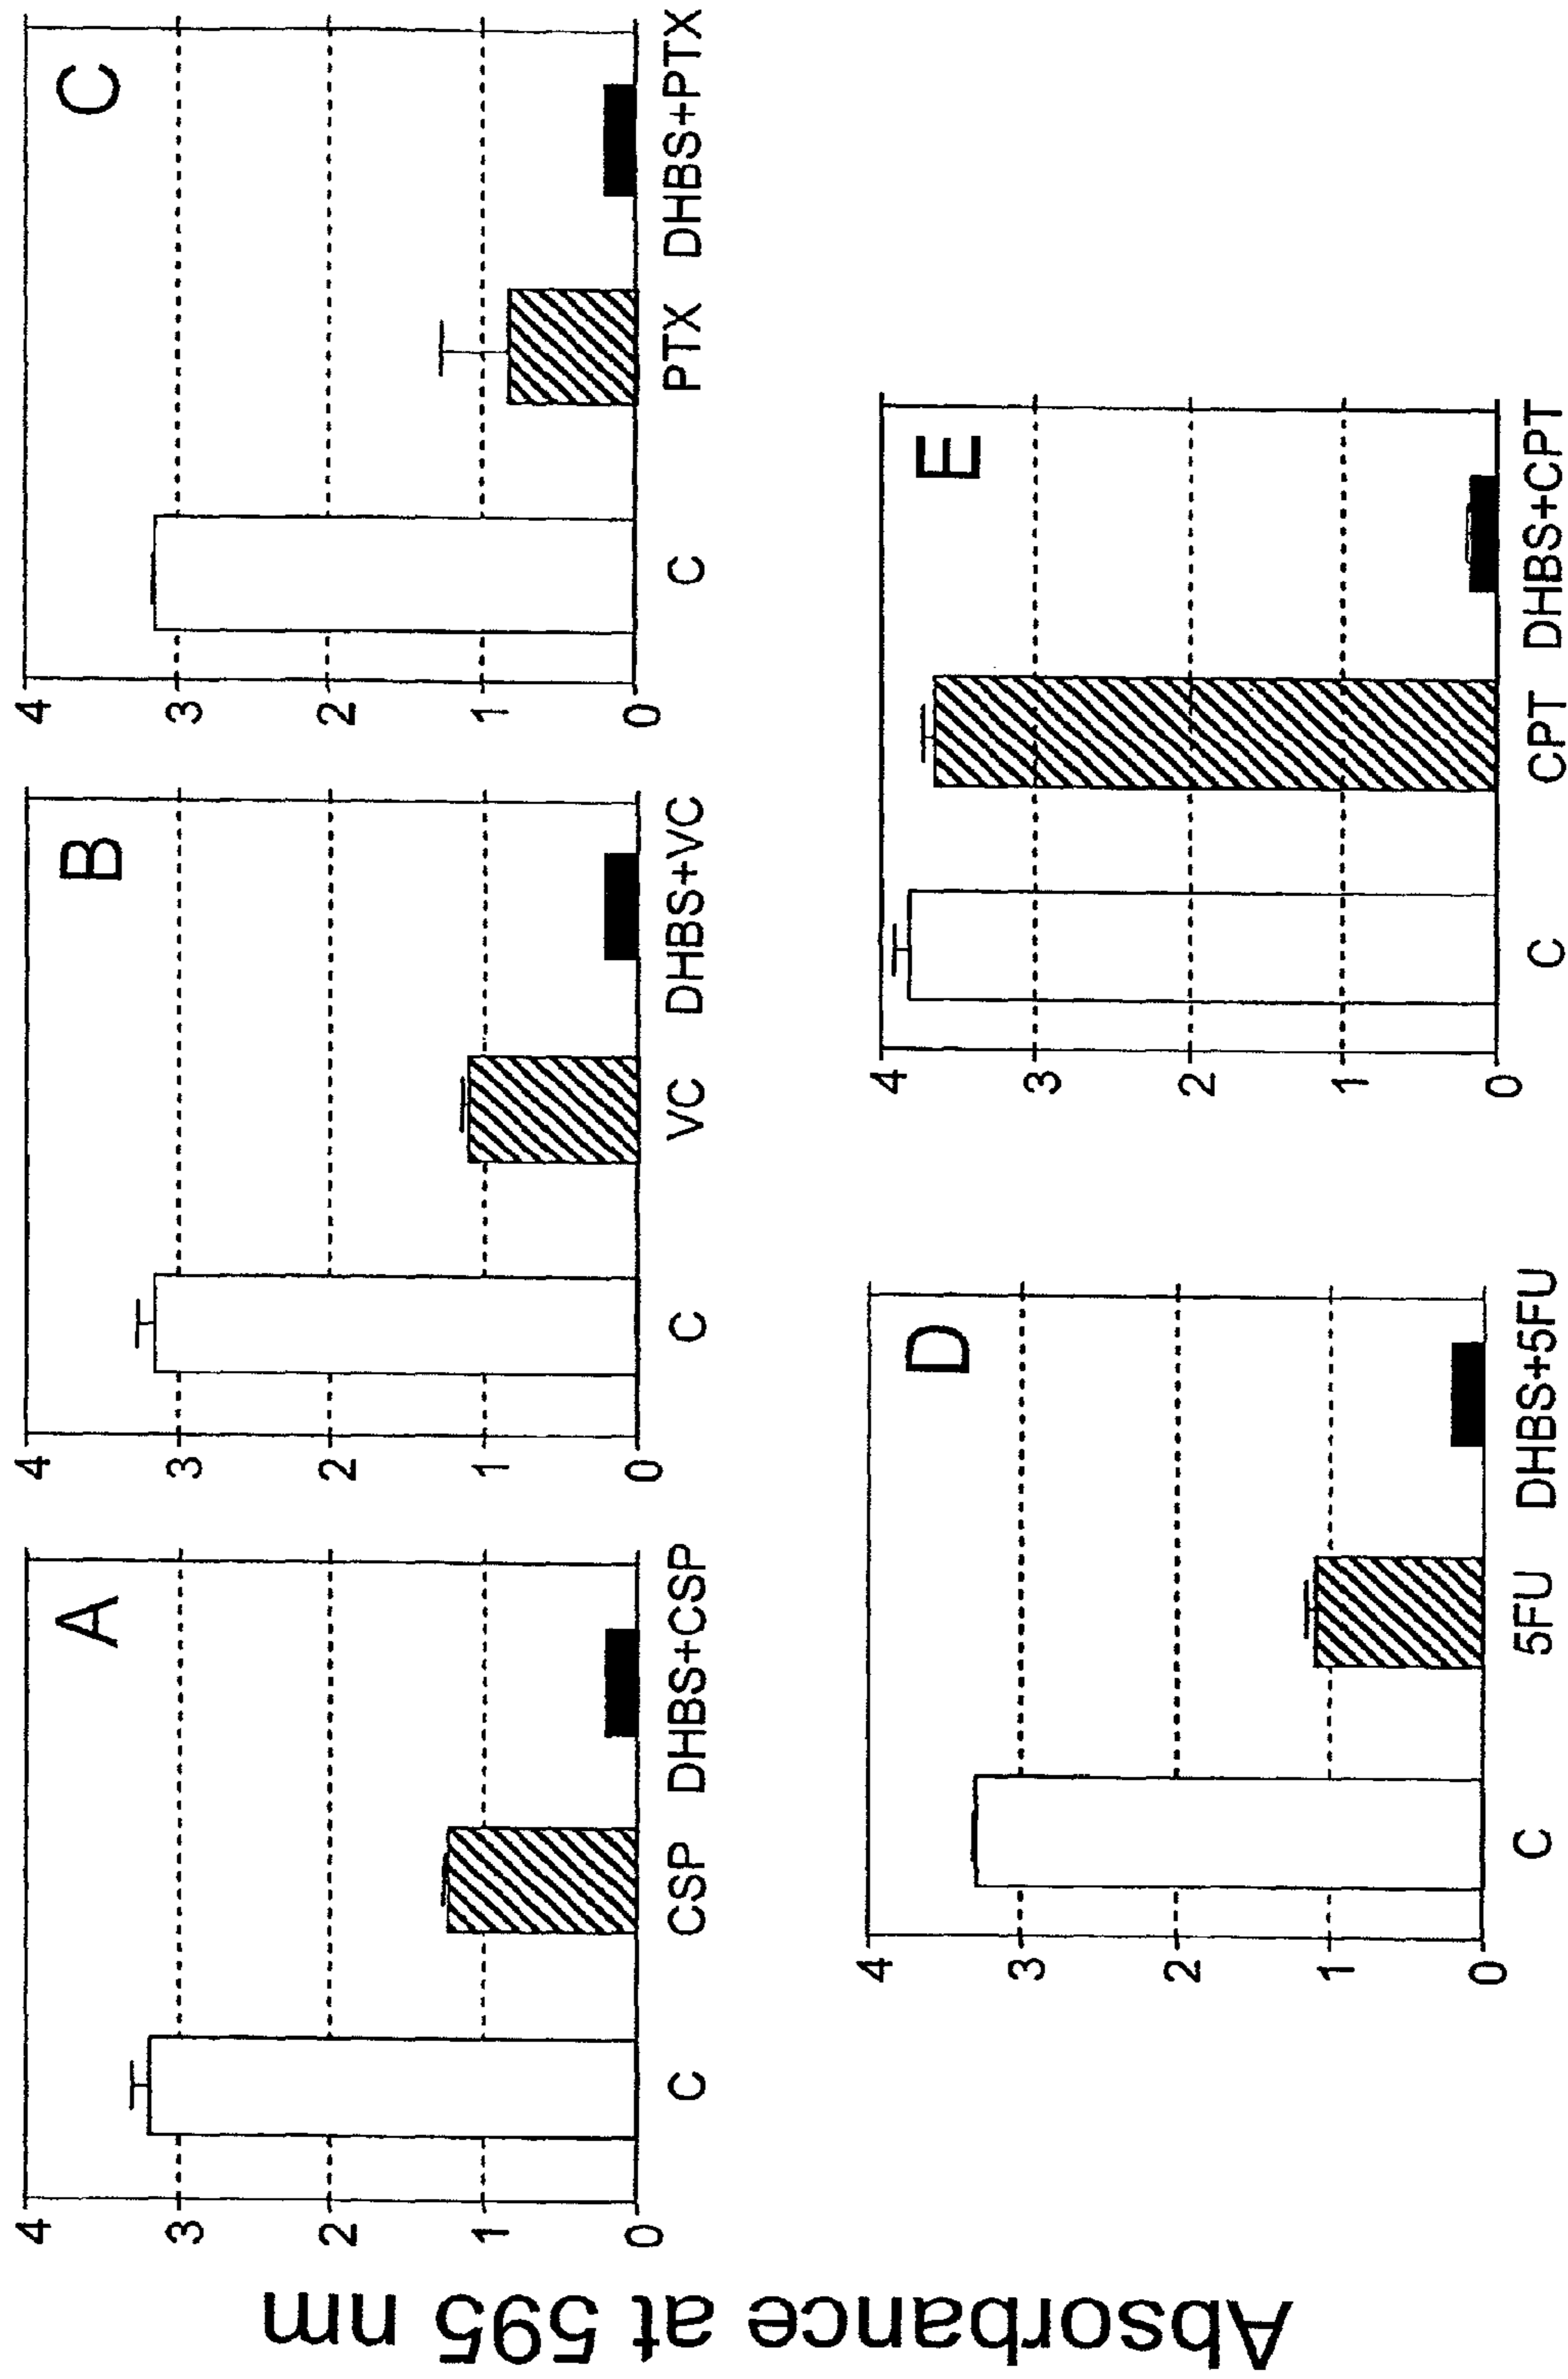 Absorbance at 595 nm
A
4
3
2
1
0
C CSP DHBS+CSP
B
4
3
2
1
0
C VC DHBS+VC
C
4
3
2
1
0
C PTX DHBS+PTX
D
4
3
2
1
0
C 5FU DHBS+5FU
E
4
3
2
1
0
C CPT DHBS+CPT